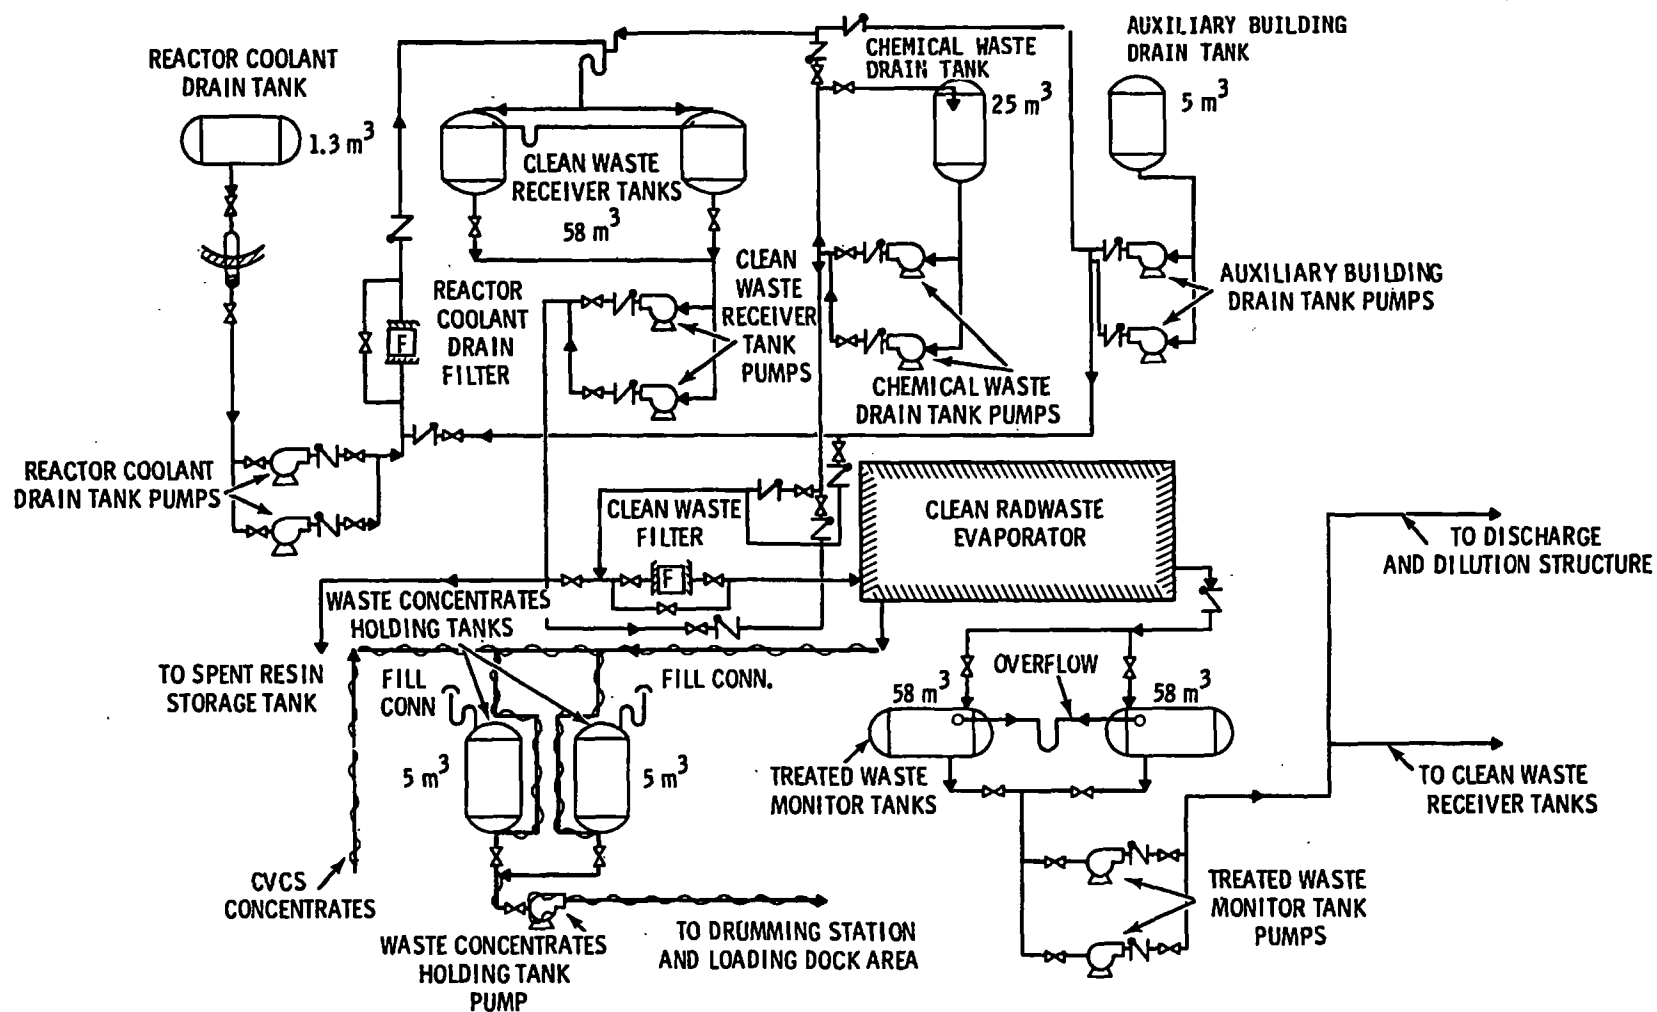 AUXILIARY BUILDING
DRAIN TANK
5 m3
REACTOR COOLANT
DRAIN TANK
1.3 m3
CHEMICAL WASTE
DRAIN TANK
25 m3
CLEAN WASTE
RECEIVER TANKS
58 m3
CLEAN
WASTE
RECEIVER
TANK
PUMPS
REACTOR
COOLANT
DRAIN
FILTER
F
AUXILIARY BUILDING
DRAIN TANK PUMPS
CHEMICAL WASTE
DRAIN TANK PUMPS
REACTOR COOLANT
DRAIN TANK PUMPS
CLEAN WASTE
FILTER
F
CLEAN RADWASTE
EVAPORATOR
TO DISCHARGE
AND DILUTION STRUCTURE
WASTE CONCENTRATES
HOLDING TANKS
TO SPENT RESIN
STORAGE TANK
FILL
CONN
FILL CONN.
OVERFLOW
58 m3
58 m3
5 m3
5 m3
TREATED WASTE
MONITOR TANKS
TO CLEAN WASTE
RECEIVER TANKS
CVCS
CONCENTRATES
TREATED WASTE
MONITOR TANK
PUMPS
WASTE CONCENTRATES
HOLDING TANK
PUMP
TO DRUMMING STATION
AND LOADING DOCK AREA